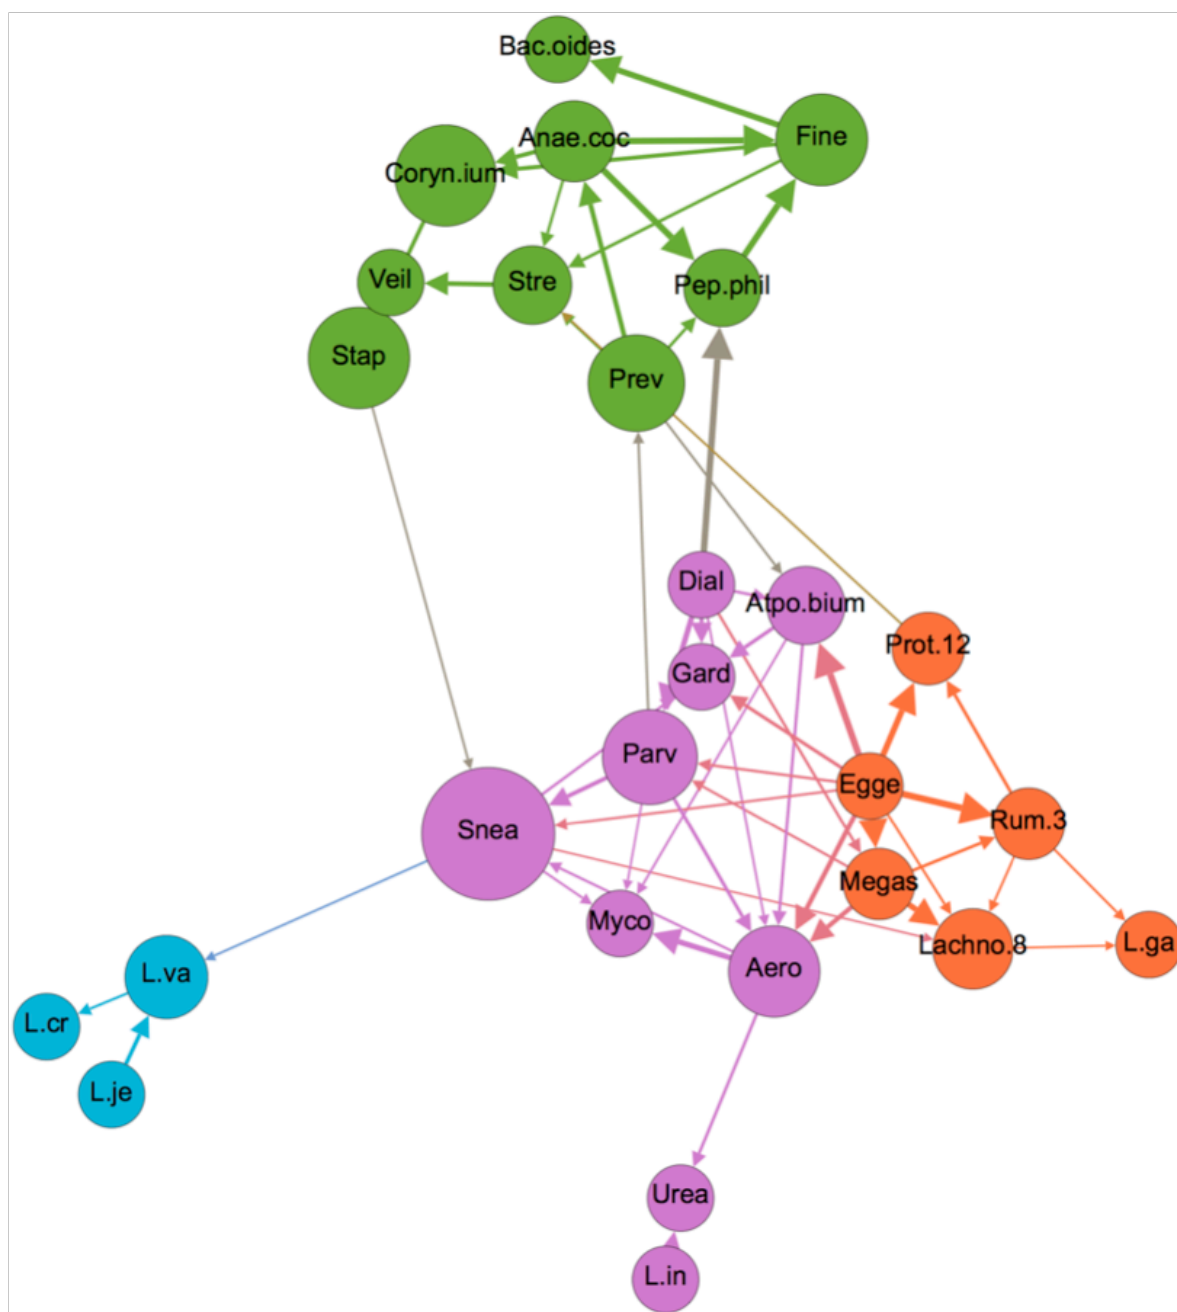 Bac.oides
Anae.coc
Fine
Coryn.ium
Veil
Stre
Pep.phil
Stap
Prev
Dial
Atpo.bium
Prot.12
Gard
Parv
Egge
Snea
Rum.3
Megas
Myco
Lachno.8
L.ga
Aero
L.va
L.cr
L.je
Urea
L.in